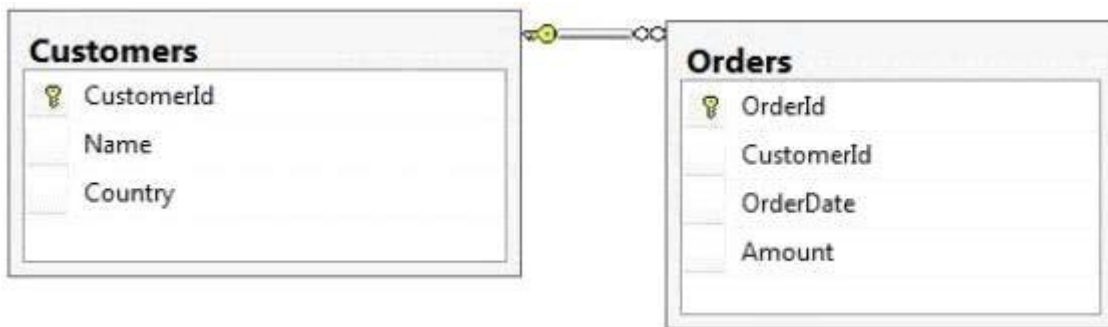 Customers
CustomerId
Name
Country
Orders
OrderId
CustomerId
OrderDate
Amount